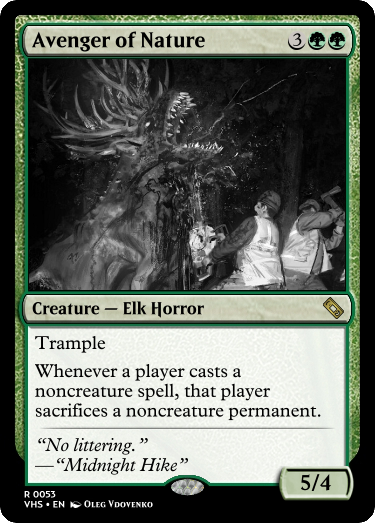 Avenger of Nature 3
Creature — Elk Horror
Trample
Whenever a player casts a
noncreature spell, that player
sacrifices a noncreature permanent.
“No littering.”
—“Midnight Hike”
5/4
R 0053
VHS • EN Oleg Vdovenko